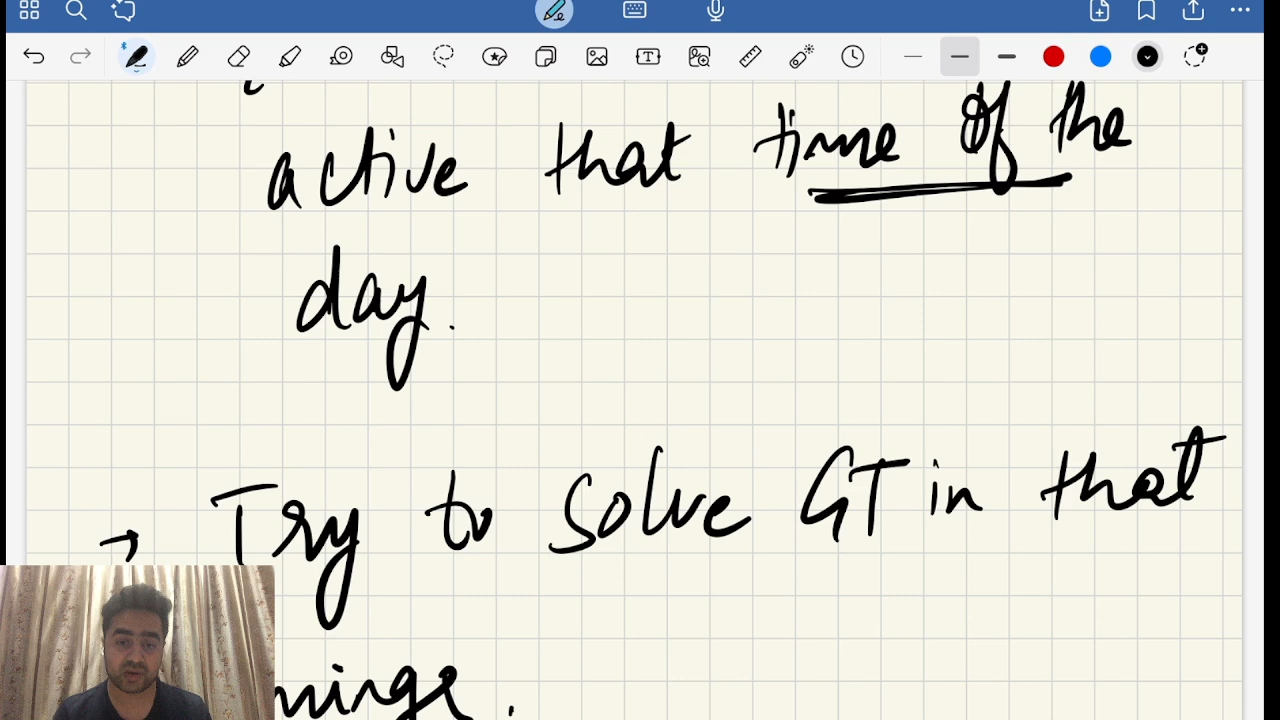 active that time of the
day.
→ Try to solve GT in that